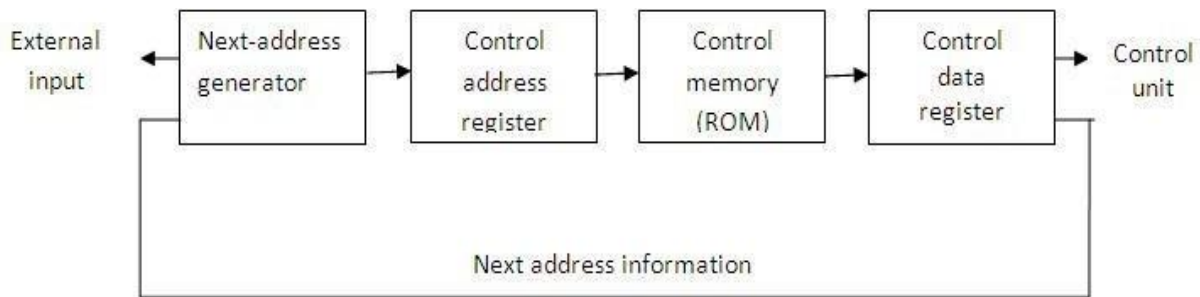 External
input
Next-address
generator
Control
address
register
Control
memory
(ROM)
Control
data
register
Control
unit
Next address information